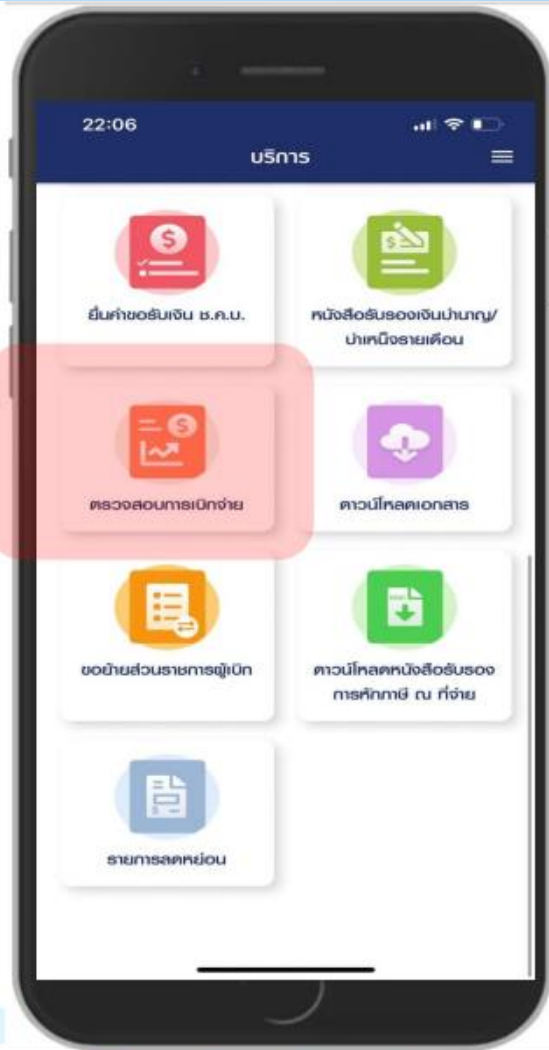 22:06
บริการ
ยื่นคำขอรับเงิน ช.ค.บ.
หนังสือรับรองเงินบำนาญ/
บำเหน็จรายเดือน
ตรวจสอบการเบิกจ่าย
ดาวน์โหลดเอกสาร
ขอย้ายส่วนราชการผู้เบิก
ดาวน์โหลดหนังสือรับรอง
การหักภาษี ณ ที่จ่าย
รายการลดหย่อน